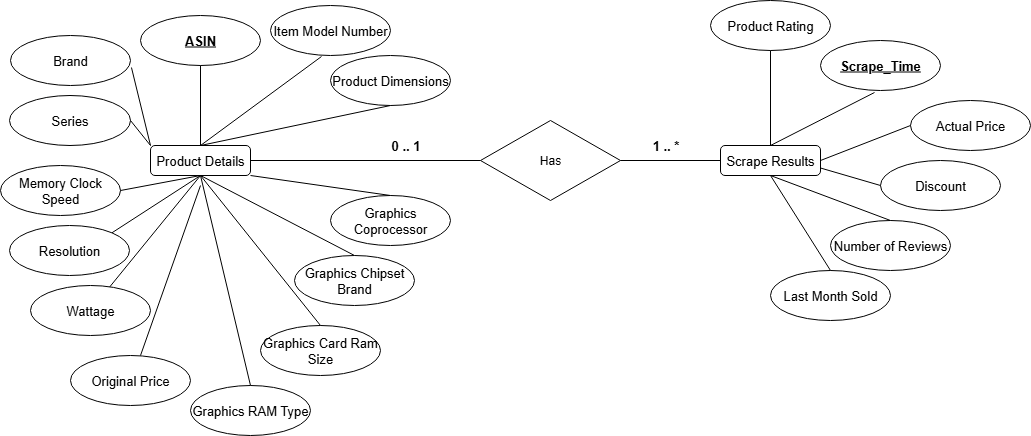 Item Model Number
Product Rating
ASIN
Brand
Scrape_Time
Product Dimensions
Series
Actual Price
0 .. 1
1 .. *
Product Details
Has
Scrape Results
Memory Clock
Speed
Discount
Graphics
Coprocessor
Resolution
Number of Reviews
Graphics Chipset
Brand
Last Month Sold
Wattage
Graphics Card Ram
Size
Original Price
Graphics RAM Type